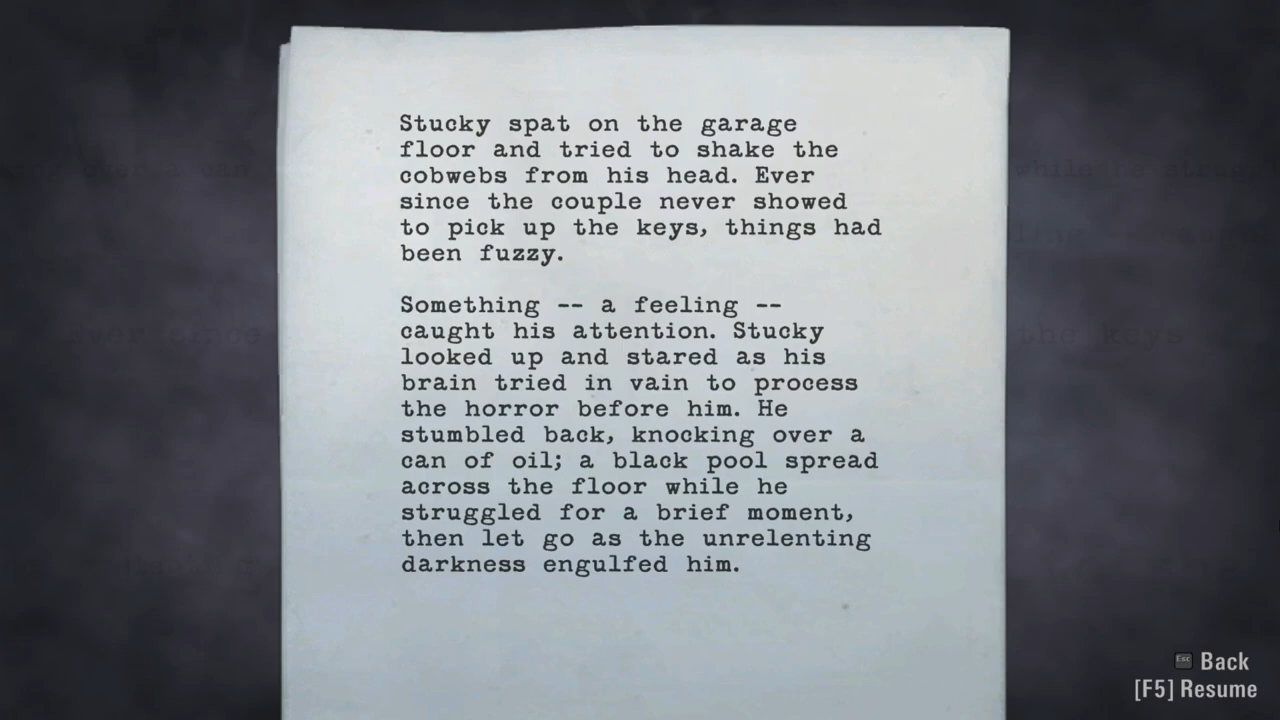 Stucky spat on the garage
floor and tried to shake the
cobwebs from his head. Ever
since the couple never showed
to pick up the keys, things had
been fuzzy.
Something -- a feeling --
caught his attention. Stucky
looked up and stared as his
brain tried in vain to process
the horror before him. He
stumbled back, knocking over a
can of oil; a black pool spread
across the floor while he
struggled for a brief moment,
then let go as the unrelenting
darkness engulfed him.
Esc Back
[F5] Resume